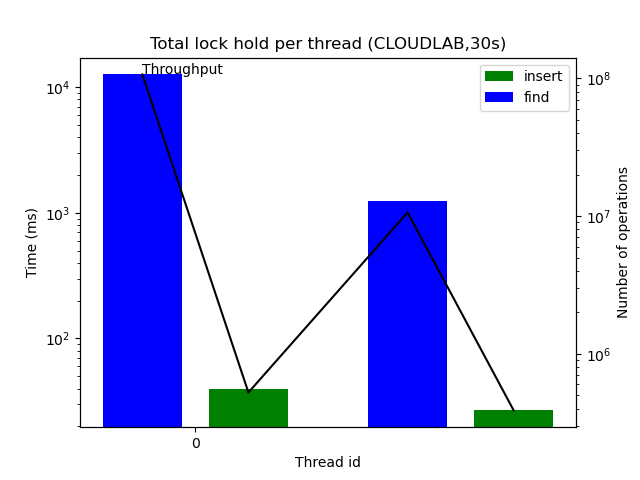 Total lock hold per thread (CLOUDLAB,30s)
Throughput
insert
find
10⁴
10³
10²
Time (ms)
10⁸
10⁷
10⁶
Number of operations
0
Thread id